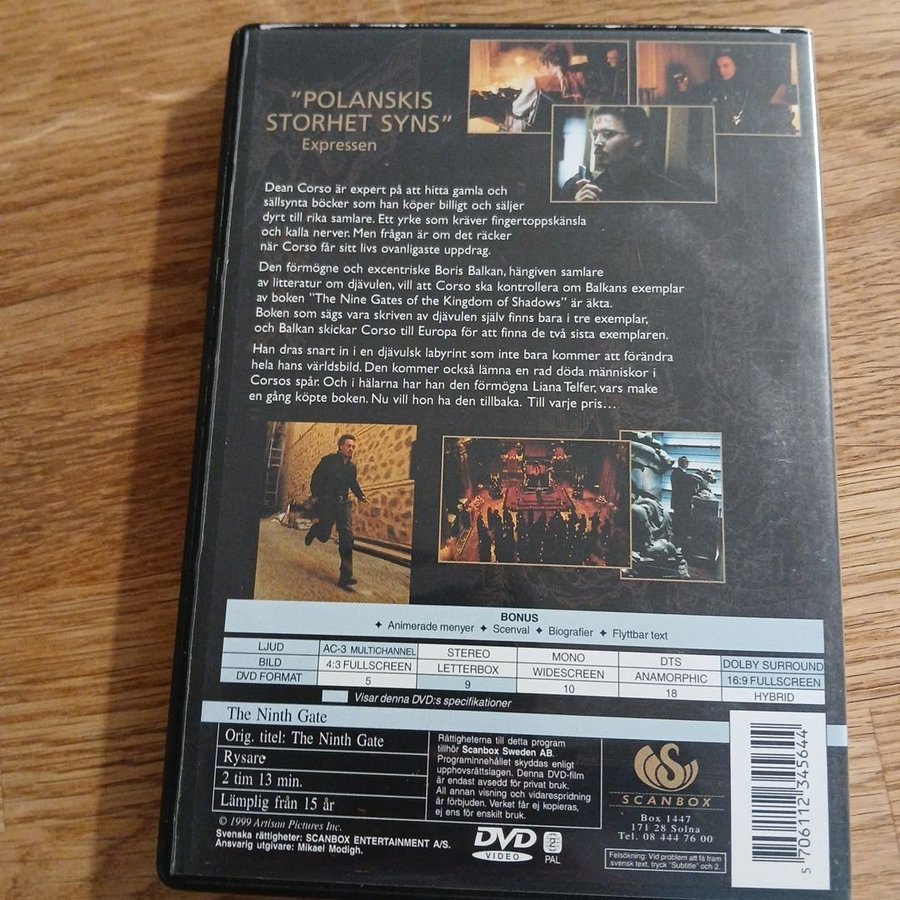 "POLANSKIS
STORHET SYNS"
Expressen
Dean Corso är expert på att hitta gamla och
sällsynta böcker som han köper billigt och säljer
dyrt till rika samlare. Ett yrke som kräver fingertoppskänsla
och kalla nerver. Men frågan är om det räcker
när Corso får sitt livs ovanligaste uppdrag.
Den förmögne och excentriske Boris Balkan, hängiven samlare
av litteratur om djävulen, vill att Corso ska kontrollera om Balkans exemplar
av boken "The Nine Gates of the Kingdom of Shadows" är äkta.
Boken som sägs vara skriven av djävulen själv finns bara i tre exemplar,
och Balkan skickar Corso till Europa för att finna de två sista exemplaren.
Han dras snart in i en djävulsk labyrint som inte bara kommer att förändra
hela hans världsbild. Den kommer också lämna en rad döda människor i
Corsos spår. Och i hälarna har han den förmögna Liana Telfer, vars make
en gång köpte boken. Nu vill hon ha den tillbaka. Till varje pris...
BONUS
✦ Animerade menyer ✦ Scenval ✦ Biografier ✦ Flyttbar text
LJUD AC-3 MULTICHANNEL STEREO MONO DTS DOLBY SURROUND
BILD 4:3 FULLSCREEN LETTERBOX WIDESCREEN ANAMORPHIC 16:9 FULLSCREEN
DVD FORMAT 5 9 10 18 HYBRID
Visar denna DVD:s specifikationer
The Ninth Gate
Orig. titel: The Ninth Gate
Rysare
2 tim 13 min.
Lämplig från 15 år
© 1999 Artisan Pictures Inc.
Svenska rättigheter: SCANBOX ENTERTAINMENT A/S.
Ansvarig utgivare: Mikael Modigh.
Rättigheterna till detta program
tillhör Scanbox Sweden AB.
Programinnehållet skyddas enligt
upphovsrättslagen. Denna DVD-film
är endast avsedd för privat bruk.
All annan visning och vidarespridning
är förbjuden. Verket får ej kopieras,
ej ens för enskilt bruk.
DVD
VIDEO
2
PAL
SCANBOX
Box 1447
171 28 Solna
Tel. 08 444 76 00
Felsökning: Vid problem att få fram
svensk text, tryck "Subtitle" och 2.
5 706112 345644